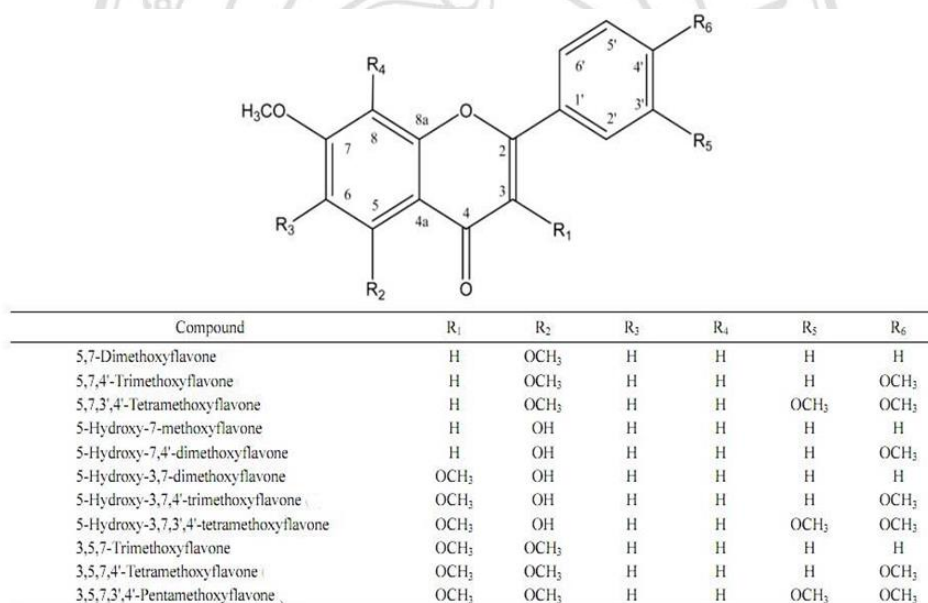 R6
5'
R4
6'
4'
H3CO
O
1'
3'
8a
8
2'
7
2
R5
6
3
5
4
4a
R3
R1
R2
O
Compound R1 R2 R3 R4 R5 R6
5,7-Dimethoxyflavone H OCH3 H H H H
5,7,4'-Trimethoxyflavone H OCH3 H H H OCH3
5,7,3',4'-Tetramethoxyflavone H OCH3 H H OCH3 OCH3
5-Hydroxy-7-methoxyflavone H OH H H H H
5-Hydroxy-7,4'-dimethoxyflavone H OH H H H OCH3
5-Hydroxy-3,7-dimethoxyflavone OCH3 OH H H H H
5-Hydroxy-3,7,4'-trimethoxyflavone OCH3 OH H H H OCH3
5-Hydroxy-3,7,3',4'-tetramethoxyflavone OCH3 OH H H OCH3 OCH3
3,5,7-Trimethoxyflavone OCH3 OCH3 H H H H
3,5,7,4'-Tetramethoxyflavone OCH3 OCH3 H H H OCH3
3,5,7,3',4'-Pentamethoxyflavone OCH3 OCH3 H H OCH3 OCH3